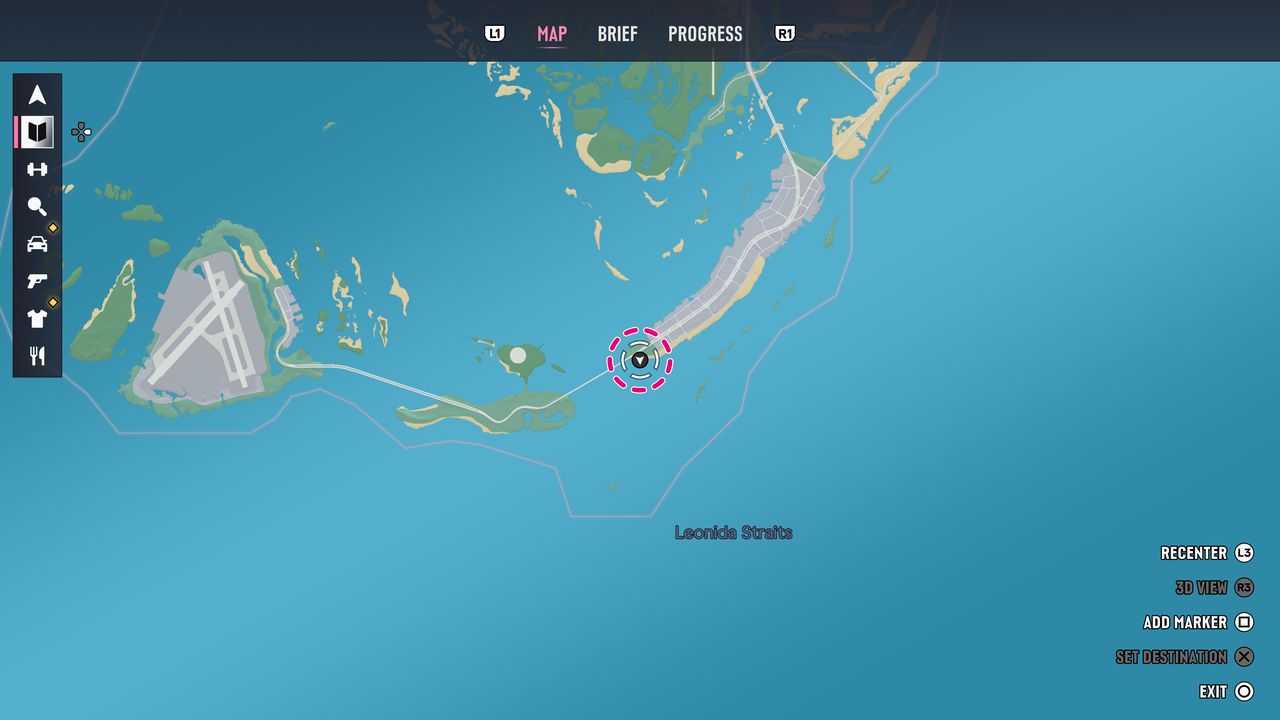 L1 MAP BRIEF PROGRESS R1
Leonida Straits
RECENTER L3
3D VIEW R3
ADD MARKER
SET DESTINATION
EXIT